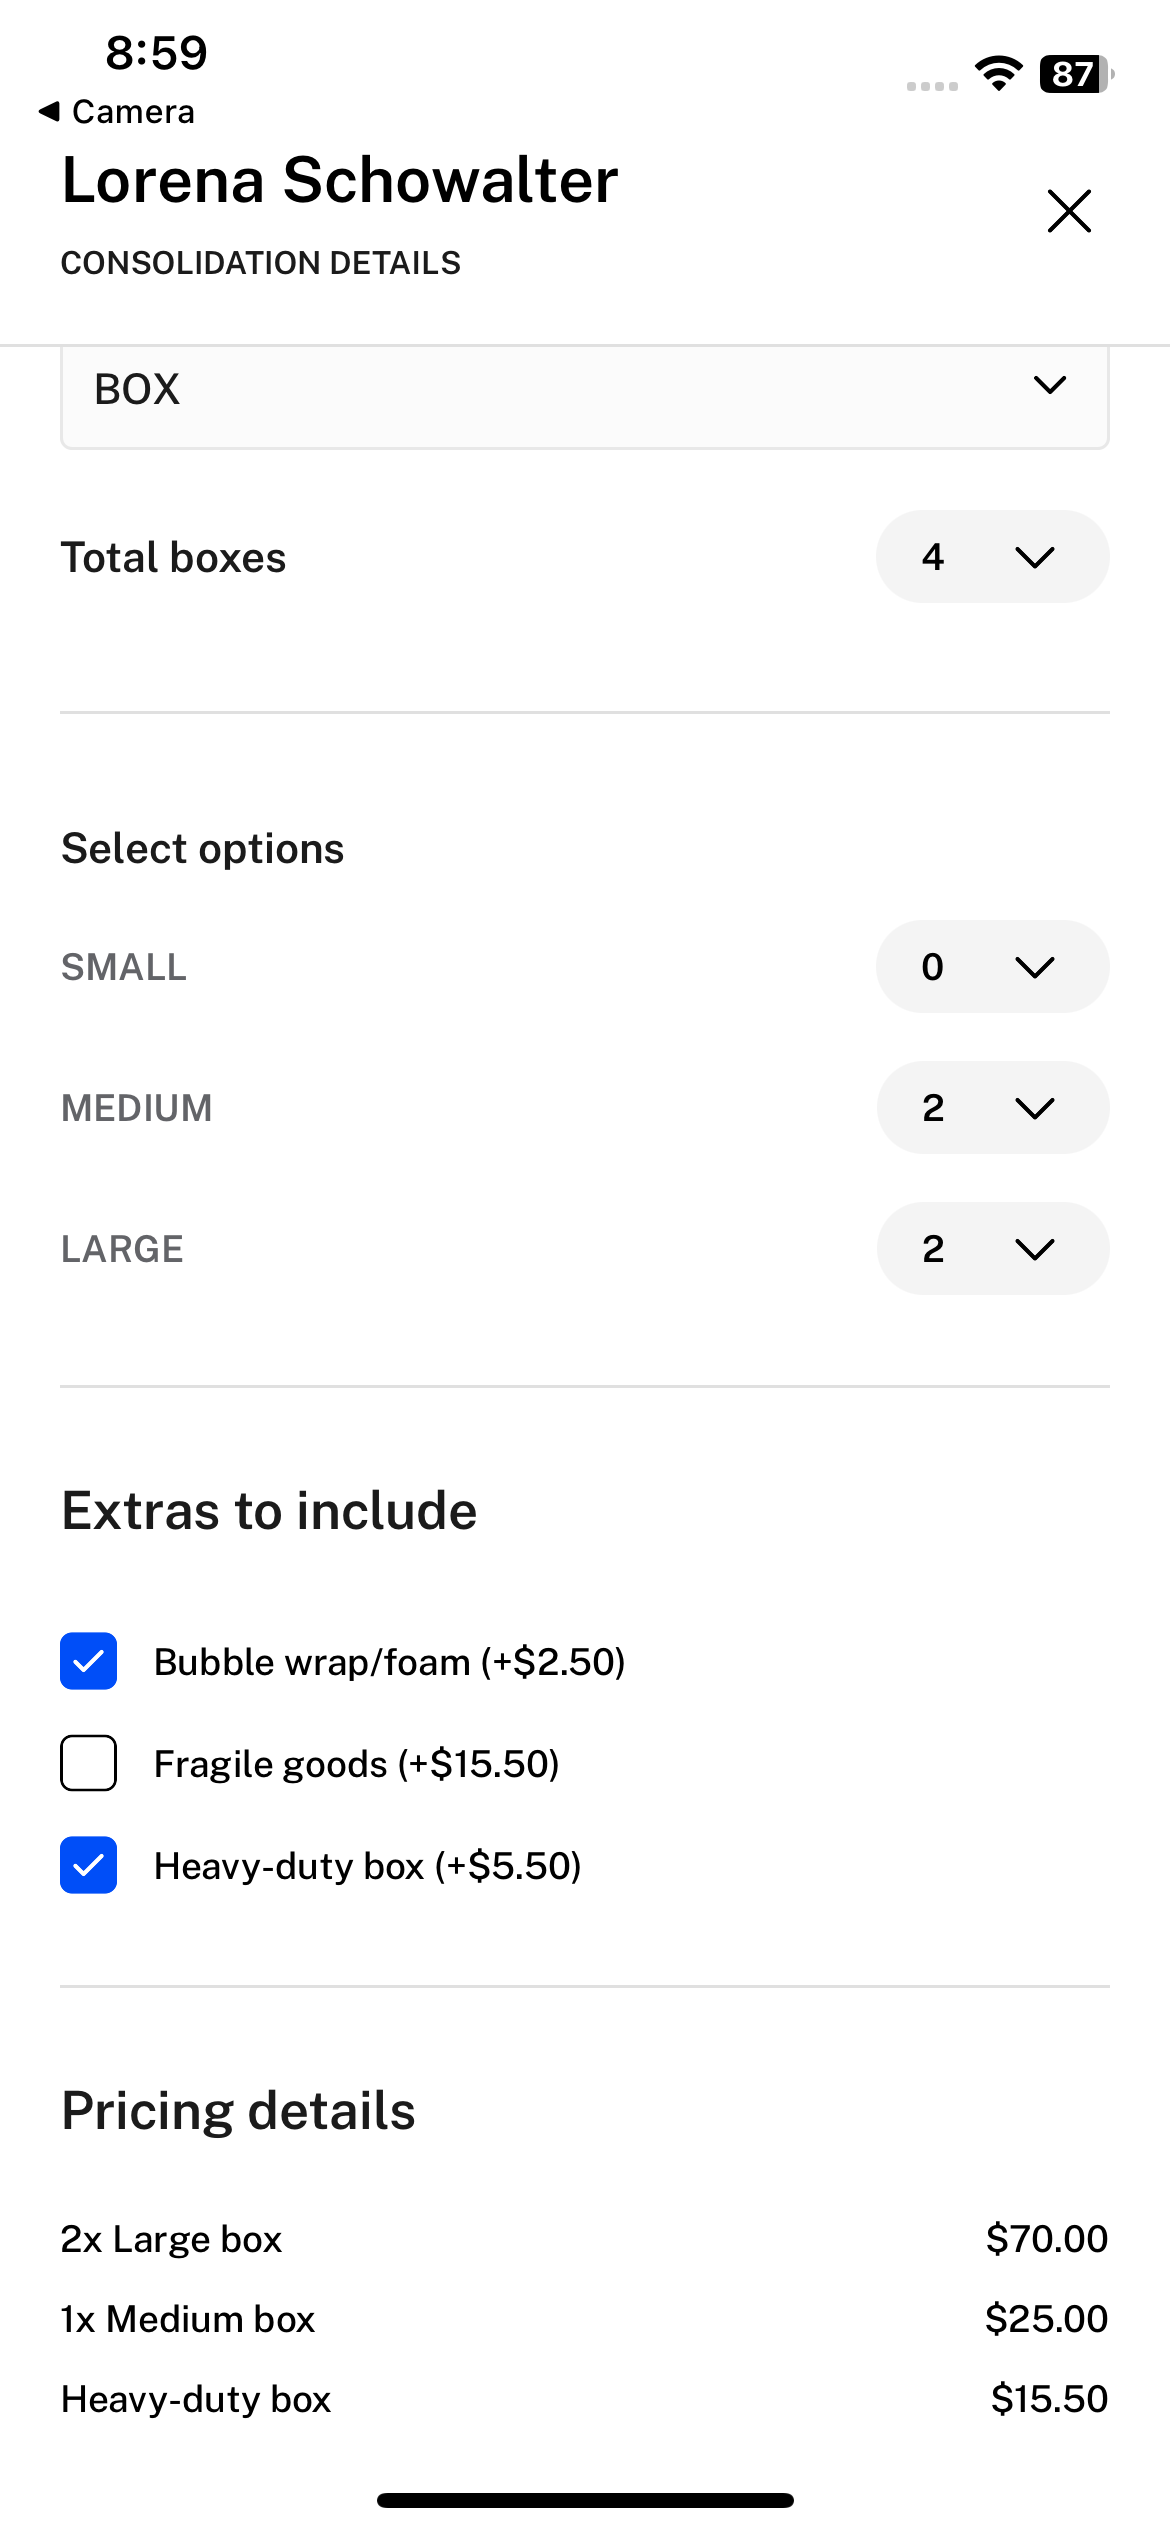 8:59
87
◀ Camera
Lorena Schowalter
CONSOLIDATION DETAILS
BOX
Total boxes
4
Select options
SMALL
0
MEDIUM
2
LARGE
2
Extras to include
Bubble wrap/foam (+$2.50)
Fragile goods (+$15.50)
Heavy-duty box (+$5.50)
Pricing details
2x Large box
$70.00
1x Medium box
$25.00
Heavy-duty box
$15.50